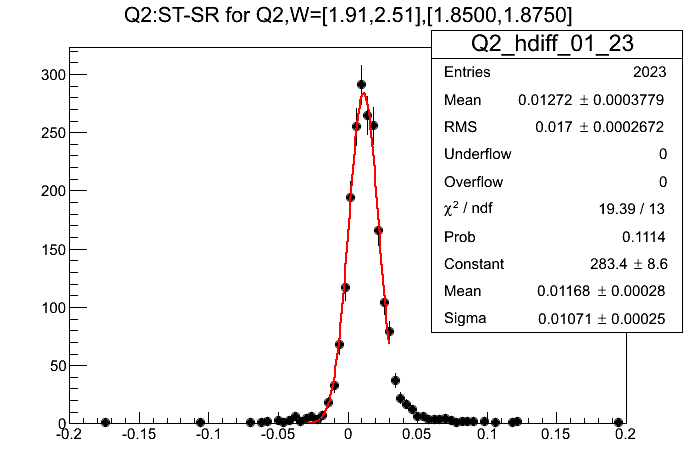 Q2:ST-SR for Q2,W=[1.91,2.51],[1.8500,1.8750]
Q2_hdiff_01_23
Entries 2023
Mean 0.01272 ± 0.0003779
RMS 0.017 ± 0.0002672
Underflow 0
Overflow 0
χ² / ndf 19.39 / 13
Prob 0.1114
Constant 283.4 ± 8.6
Mean 0.01168 ± 0.00028
Sigma 0.01071 ± 0.00025
300
250
200
150
100
50
0
-0.2 -0.15 -0.1 -0.05 0 0.05 0.1 0.15 0.2